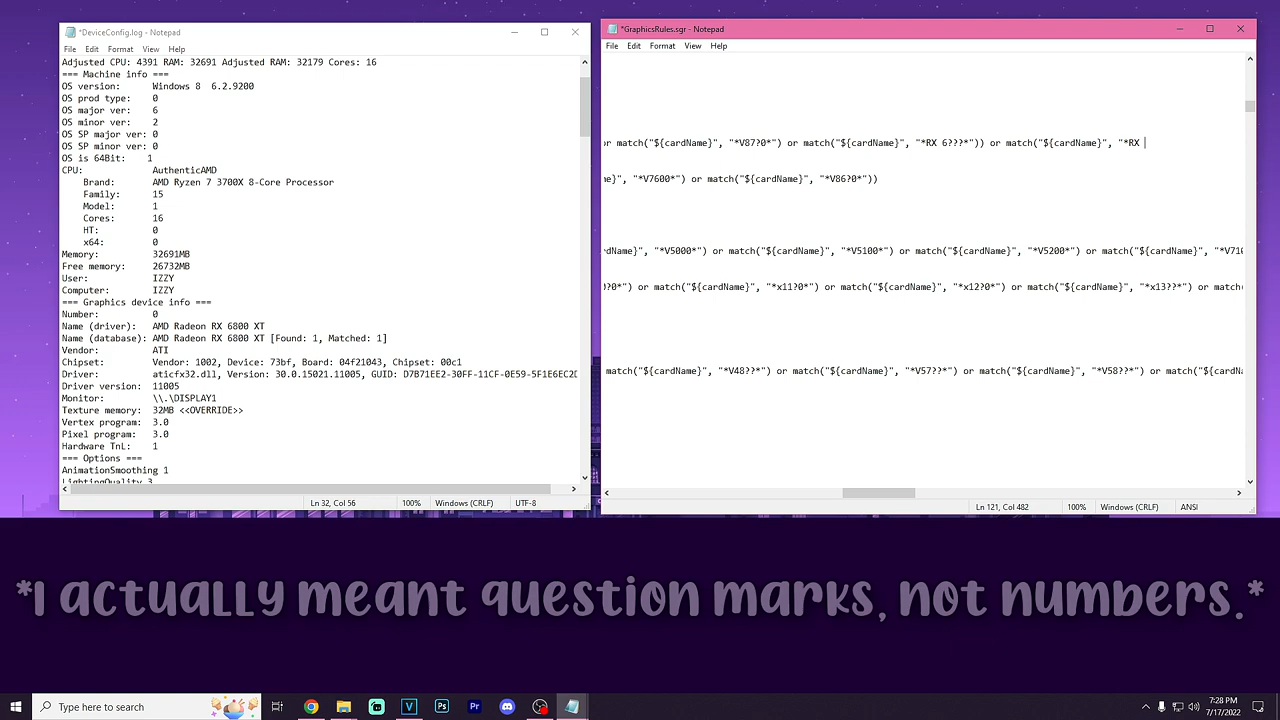 *DeviceConfig.log - Notepad
File Edit Format View Help
Adjusted CPU: 4391 RAM: 32691 Adjusted RAM: 32179 Cores: 16
=== Machine info ===
OS version: Windows 8 6.2.9200
OS prod type: 0
OS major ver: 6
OS minor ver: 2
OS SP major ver: 0
OS SP minor ver: 0
OS is 64Bit: 1
CPU: AuthenticAMD
Brand: AMD Ryzen 7 3700X 8-Core Processor
Family: 15
Model: 1
Cores: 16
HT: 0
x64: 0
Memory: 32691MB
Free memory: 26732MB
User: IZZY
Computer: IZZY
=== Graphics device info ===
Number: 0
Name (driver): AMD Radeon RX 6800 XT
Name (database): AMD Radeon RX 6800 XT [Found: 1, Matched: 1]
Vendor: ATI
Chipset: Vendor: 1002, Device: 73bf, Board: 04f21043, Chipset: 00c1
Driver: aticfx32.dll, Version: 30.0.15021.11005, GUID: D7B71EE2-30FF-11CF-0E59-5F1E6EC2D
Driver version: 11005
Monitor: \\.\DISPLAY1
Texture memory: 32MB <<OVERRIDE>>
Vertex program: 3.0
Pixel program: 3.0
Hardware TnL: 1
=== Options ===
AnimationSmoothing 1
LightingQuality 3
Ln 32, Col 56 100% Windows (CRLF) UTF-8
*GraphicsRules.sgr - Notepad
File Edit Format View Help
or match("${cardName}", "*V87?0*") or match("${cardName}", "*RX 6???*")) or match("${cardName}", "*RX
me}", "*V7600*") or match("${cardName}", "*V86?0*"))
rdName}", "*V5000*") or match("${cardName}", "*V5100*") or match("${cardName}", "*V5200*") or match("${cardName}", "*V71
?0*") or match("${cardName}", "*x11?0*") or match("${cardName}", "*x12?0*") or match("${cardName}", "*x13??*") or match(
match("${cardName}", "*V48??*") or match("${cardName}", "*V57??*") or match("${cardName}", "*V58??*") or match("${cardNa
Ln 121, Col 482 100% Windows (CRLF) ANSI
*I actually meant question marks, not numbers.*
Type here to search
7:28 PM
7/17/2022